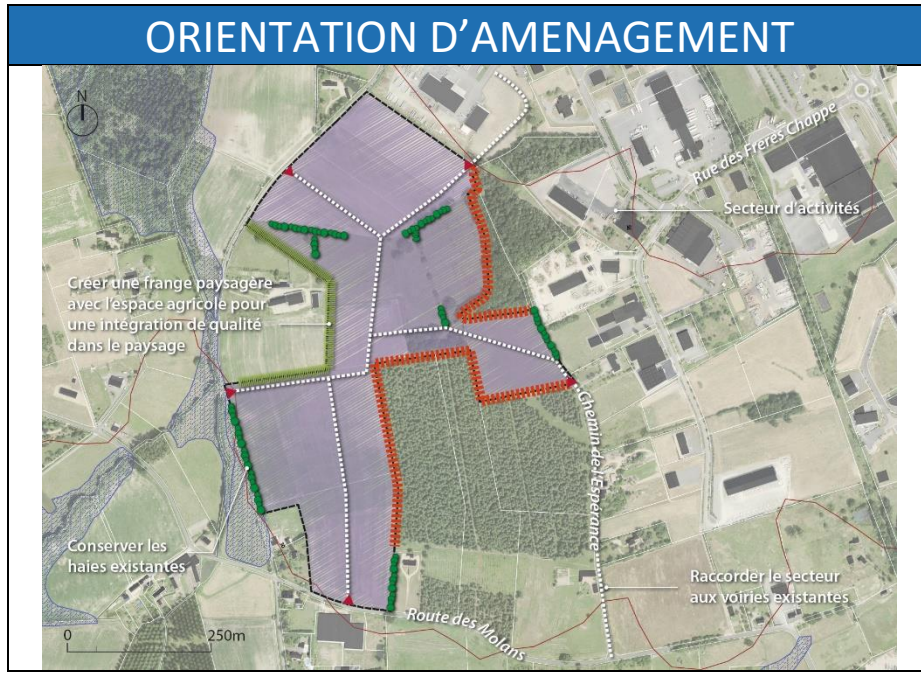 ORIENTATION D’AMENAGEMENT
N
Rue des Freres Chappe
Secteur d'activités
Créer une frange paysagère
avec l'espace agricole pour
une intégration de qualité
dans le paysage
Chemin de l'Espérance
Conserver les
haies existantes
Raccorder le secteur
aux voiries existantes
Route des Molans
0 250m